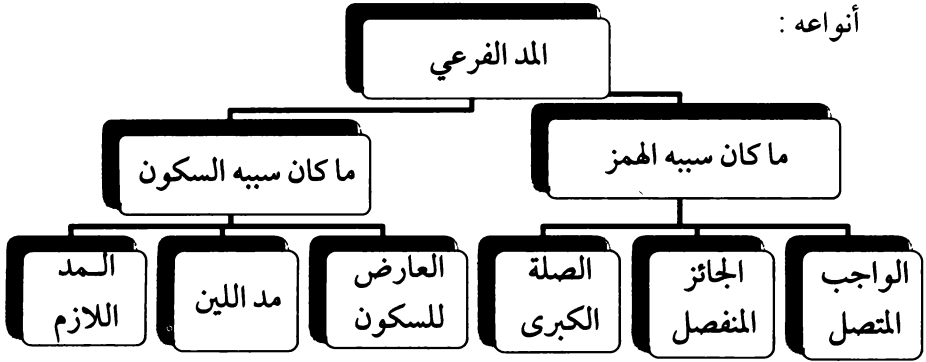 أنواعه :
المد الفرعي
ما كان سببه الهمز
ما كان سببه السكون
الواجب
المتصل
الجائز
المنفصل
الصلة
الكبرى
العارض
للسكون
مد اللين
الـمد
اللازم